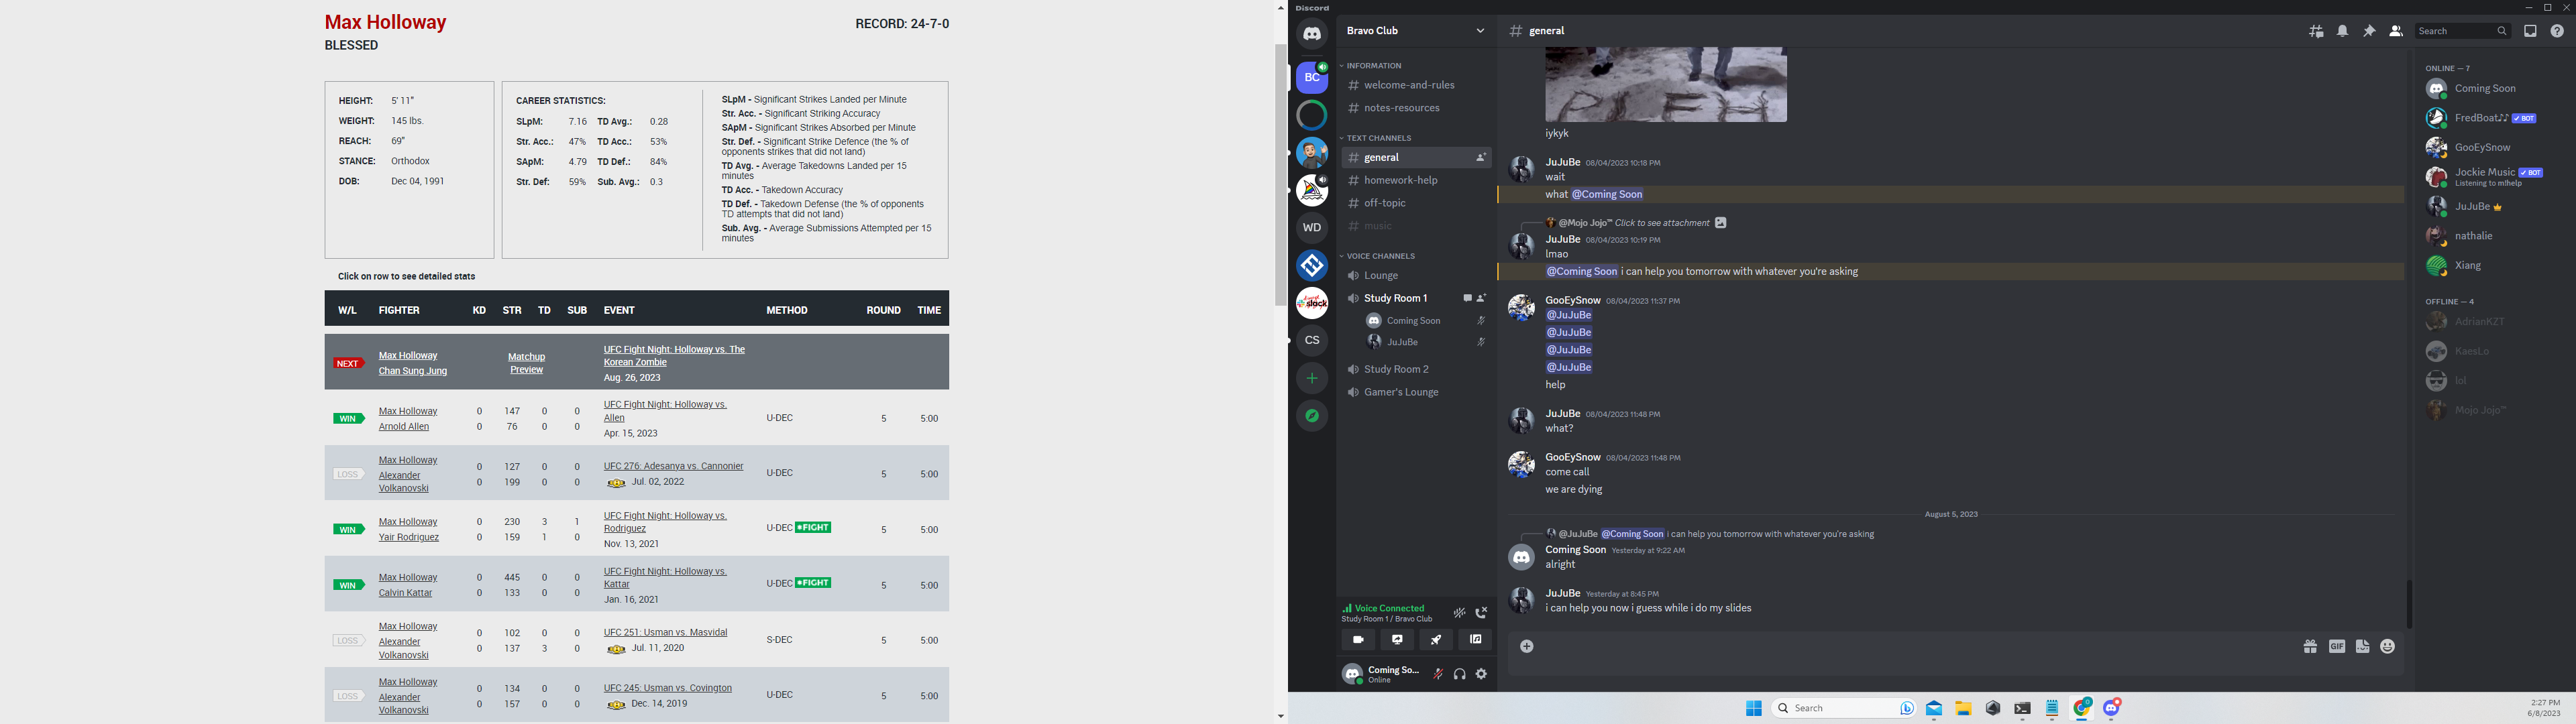 Max Holloway
RECORD: 24-7-0
BLESSED
HEIGHT: 5' 11"
WEIGHT: 145 lbs.
REACH: 69"
STANCE: Orthodox
DOB: Dec 04, 1991
CAREER STATISTICS:
SLpM: 7.16 TD Avg.: 0.28
Str. Acc.: 47% TD Acc.: 53%
SApM: 4.79 TD Def.: 84%
Str. Def: 59% Sub. Avg.: 0.3
SLpM - Significant Strikes Landed per Minute
Str. Acc. - Significant Striking Accuracy
SApM - Significant Strikes Absorbed per Minute
Str. Def. - Significant Strike Defence (the % of
opponents strikes that did not land)
TD Avg. - Average Takedowns Landed per 15
minutes
TD Acc. - Takedown Accuracy
TD Def. - Takedown Defense (the % of opponents
TD attempts that did not land)
Sub. Avg. - Average Submissions Attempted per 15
minutes
Click on row to see detailed stats
W/L FIGHTER KD STR TD SUB EVENT METHOD ROUND TIME
NEXT
Max Holloway
Chan Sung Jung
Matchup
Preview
UFC Fight Night: Holloway vs. The
Korean Zombie
Aug. 26, 2023
WIN
Max Holloway 0 147 0 0
Arnold Allen 0 76 0 0
UFC Fight Night: Holloway vs.
Allen
Apr. 15, 2023
U-DEC 5 5:00
LOSS
Max Holloway 0 127 0 0
Alexander
Volkanovski 0 199 0 0
UFC 276: Adesanya vs. Cannonier
Jul. 02, 2022
U-DEC 5 5:00
WIN
Max Holloway 0 230 3 1
Yair Rodriguez 0 159 1 0
UFC Fight Night: Holloway vs.
Rodriguez
Nov. 13, 2021
U-DEC FIGHT 5 5:00
WIN
Max Holloway 0 445 0 0
Calvin Kattar 0 133 0 0
UFC Fight Night: Holloway vs.
Kattar
Jan. 16, 2021
U-DEC FIGHT 5 5:00
LOSS
Max Holloway 0 102 0 0
Alexander
Volkanovski 0 137 3 0
UFC 251: Usman vs. Masvidal
Jul. 11, 2020
S-DEC 5 5:00
LOSS
Max Holloway 0 134 0 0
Alexander
Volkanovski 0 157 0 0
UFC 245: Usman vs. Covington
Dec. 14, 2019
U-DEC 5 5:00
Discord
BC
WD
slack
CS
Bravo Club
INFORMATION
welcome-and-rules
notes-resources
TEXT CHANNELS
general
homework-help
off-topic
music
VOICE CHANNELS
Lounge
Study Room 1
Coming Soon
JuJuBe
Study Room 2
Gamer's Lounge
Voice Connected
Study Room 1 / Bravo Club
Coming So...
Online
general
Search
iykyk
JuJuBe 08/04/2023 10:18 PM
wait
what @Coming Soon
@Mojo Jojo™ Click to see attachment
JuJuBe 08/04/2023 10:19 PM
lmao
@Coming Soon i can help you tomorrow with whatever you're asking
GooEySnow 08/04/2023 11:37 PM
@JuJuBe
@JuJuBe
@JuJuBe
@JuJuBe
help
JuJuBe 08/04/2023 11:48 PM
what?
GooEySnow 08/04/2023 11:48 PM
come call
we are dying
August 5, 2023
@JuJuBe @Coming Soon i can help you tomorrow with whatever you're asking
Coming Soon Yesterday at 9:22 AM
alright
JuJuBe Yesterday at 8:45 PM
i can help you now i guess while i do my slides
GIF
ONLINE — 7
Coming Soon
FredBoat♪♪ BOT
GooEySnow
Jockie Music BOT
Listening to m!help
JuJuBe
nathalie
Xiang
OFFLINE — 4
AdrianKZT
KaesLo
lol
Mojo Jojo™
Search
2:27 PM
6/8/2023